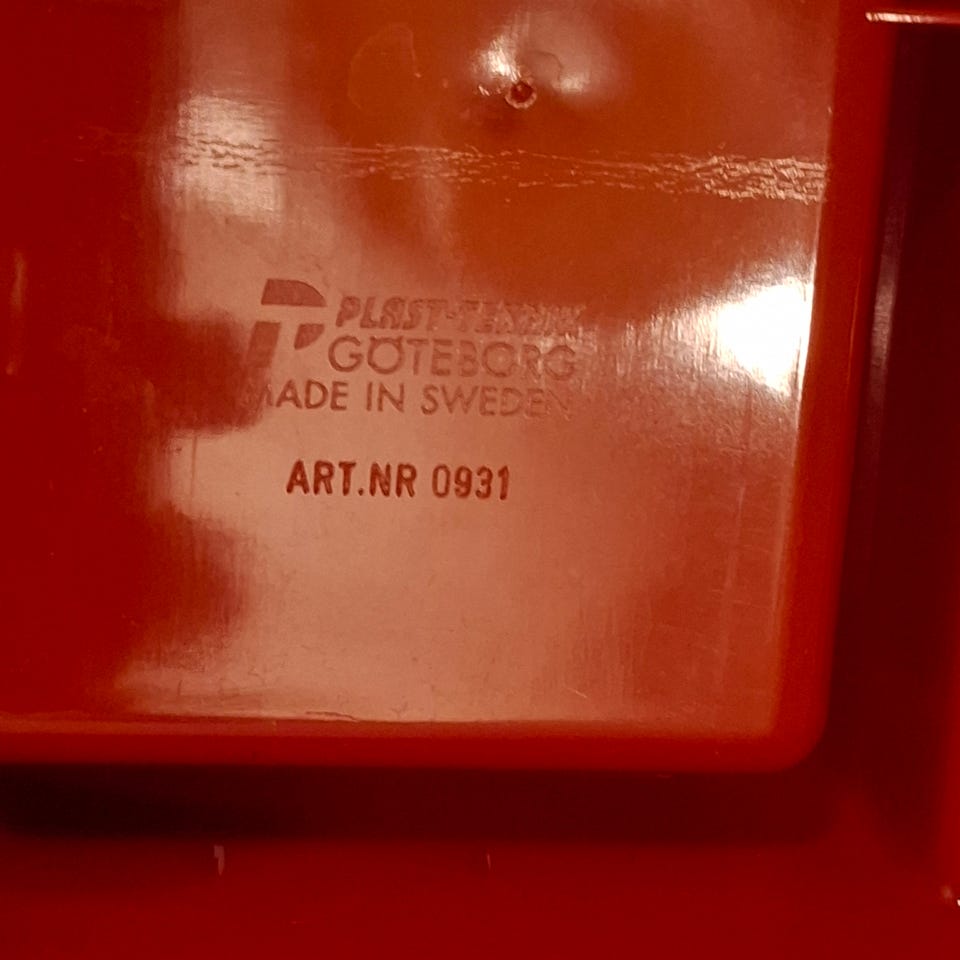 PLAST-TEKNIK
GÖTEBORG
MADE IN SWEDEN
ART.NR 0931